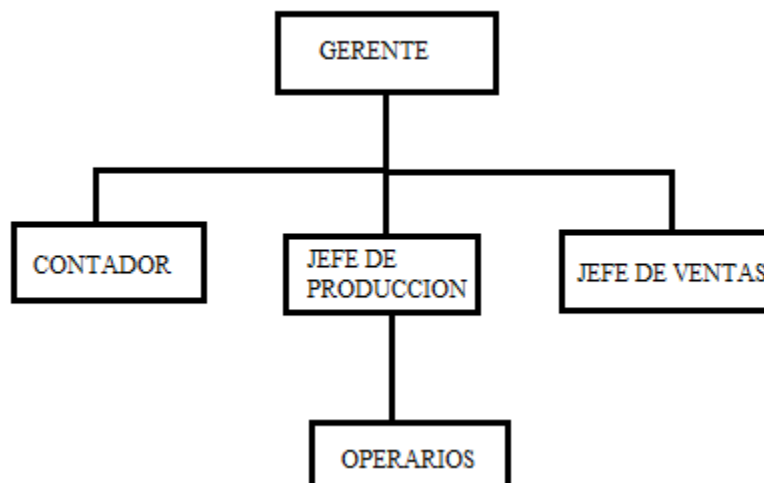 GERENTE
CONTADOR
JEFE DE
PRODUCCION
JEFE DE VENTAS
OPERARIOS